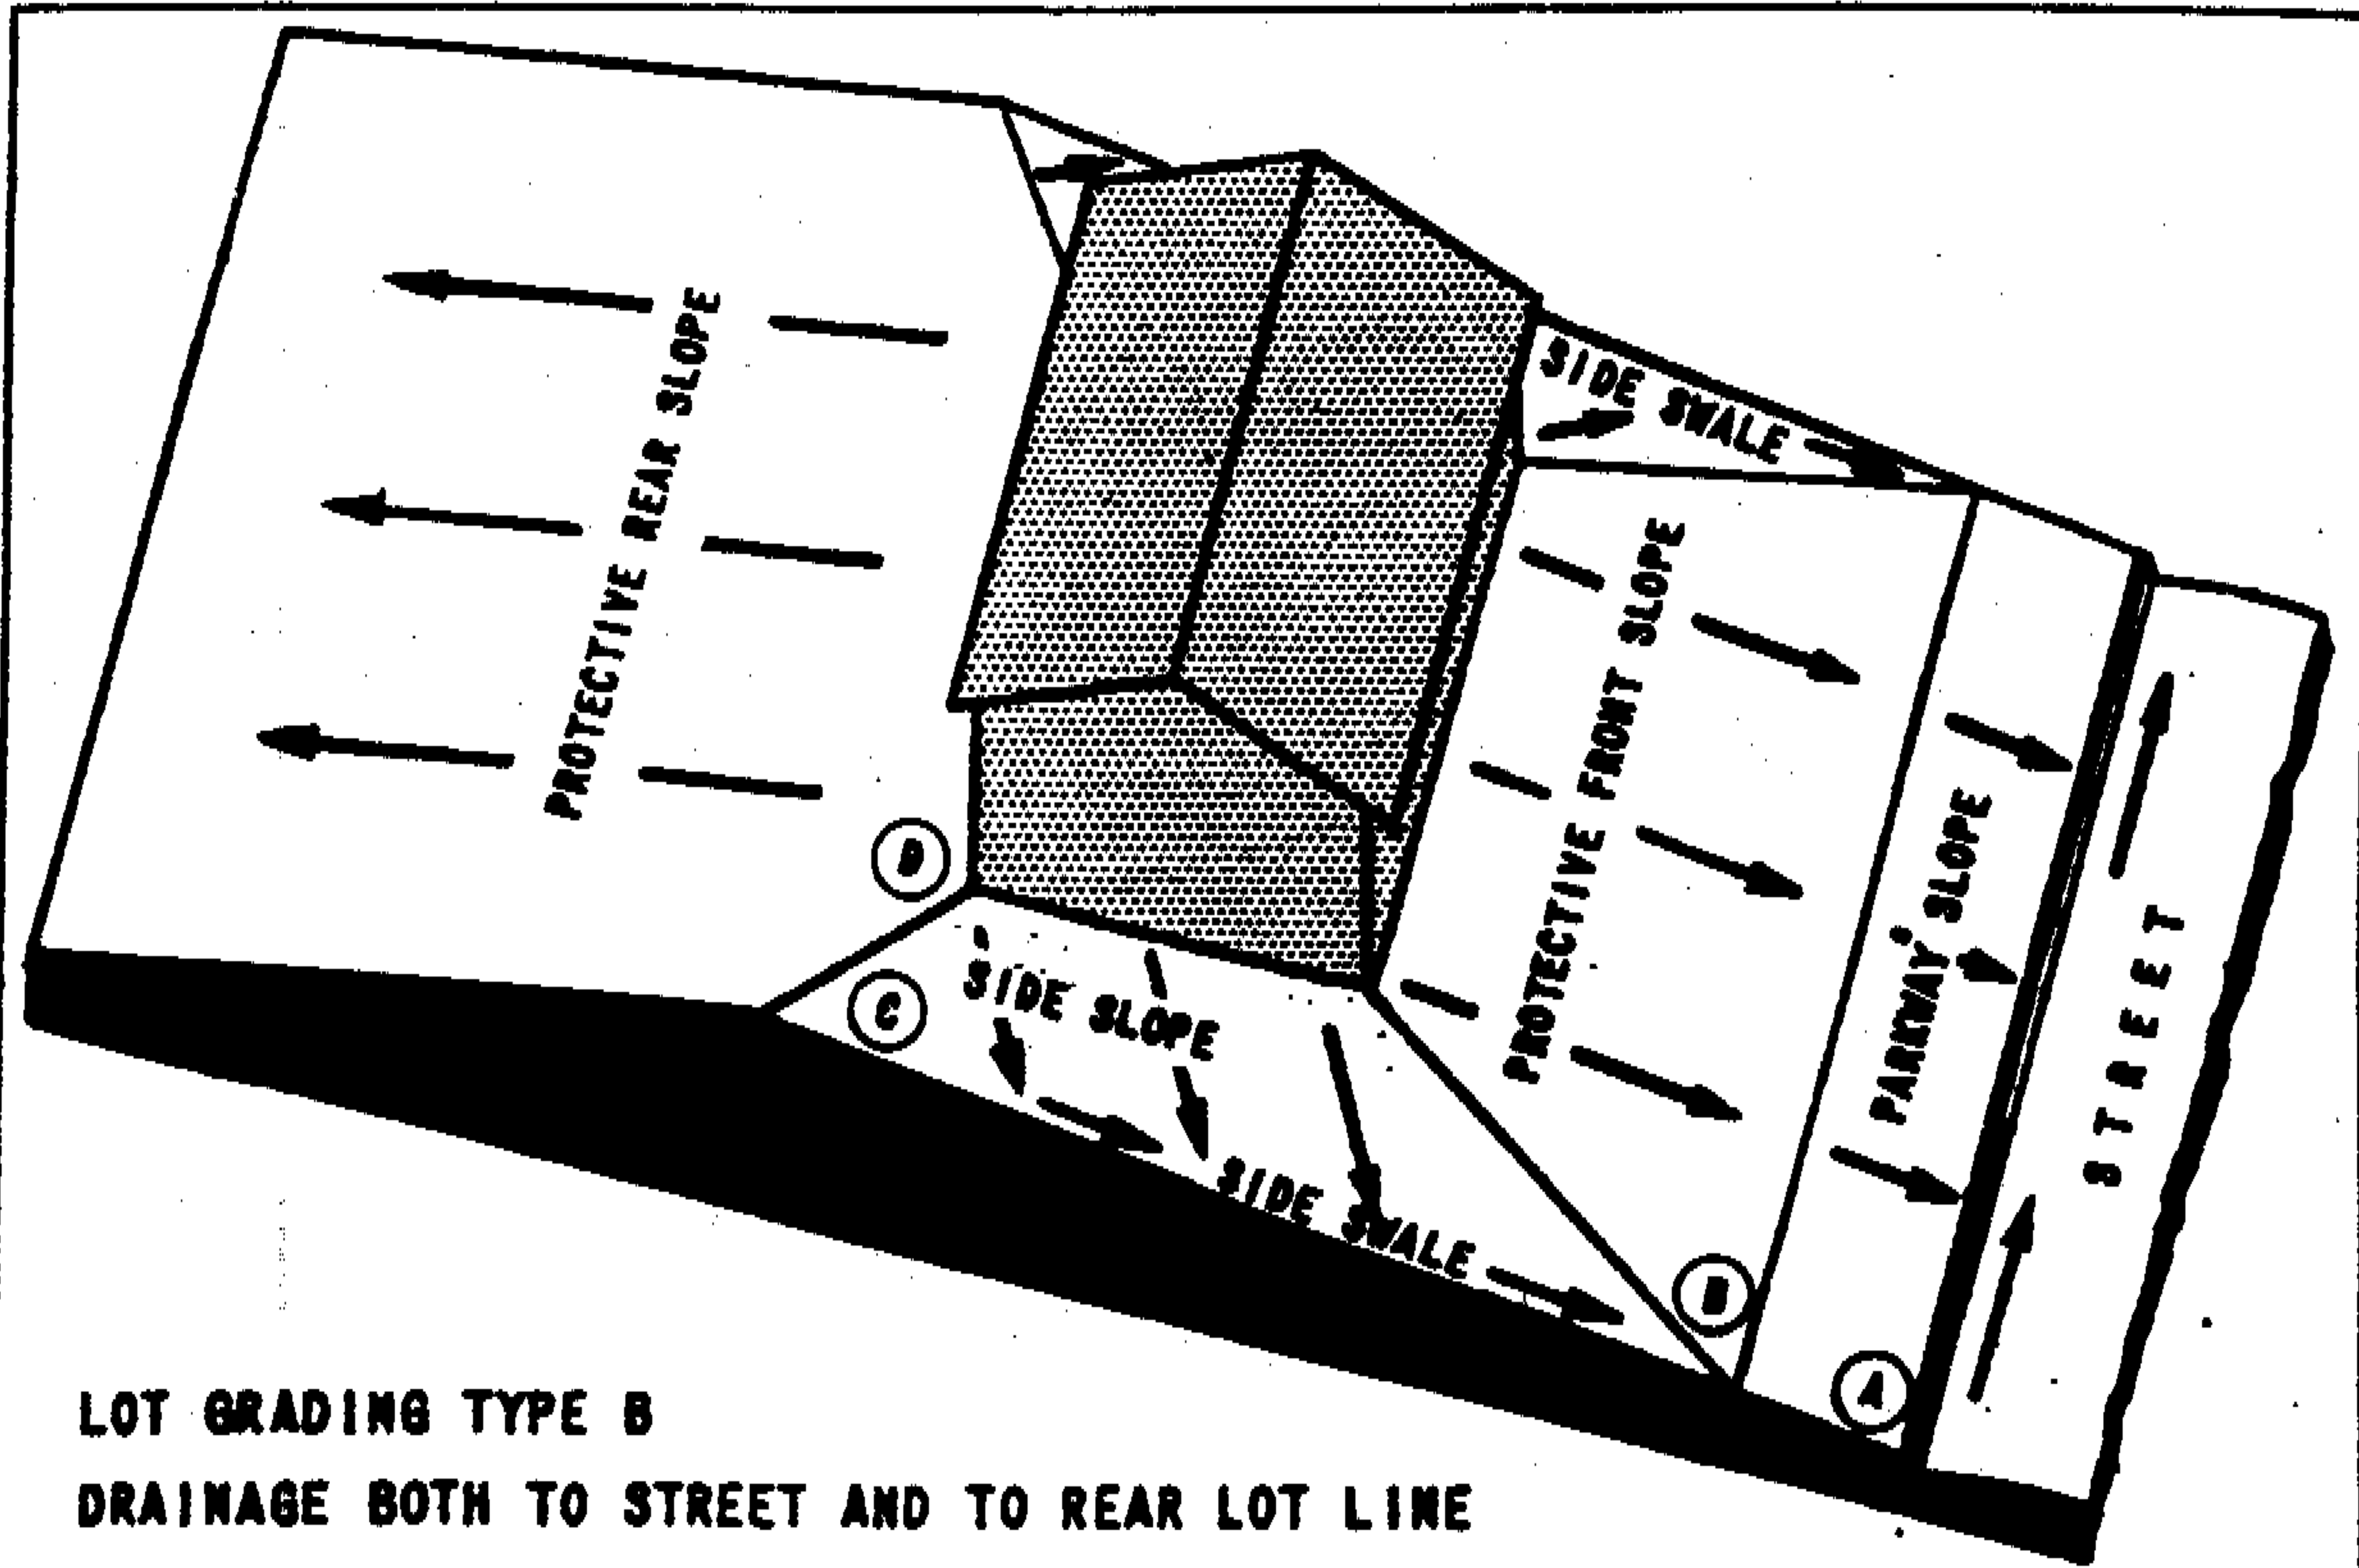 PROTECTIVE REAR SLOPE
SIDE SWALE
PROTECTIVE FRONT SLOPE
PARKWAY SLOPE
STREET
D
C
SIDE SLOPE
SIDE SWALE
B
A
LOT GRADING TYPE B
DRAINAGE BOTH TO STREET AND TO REAR LOT LINE